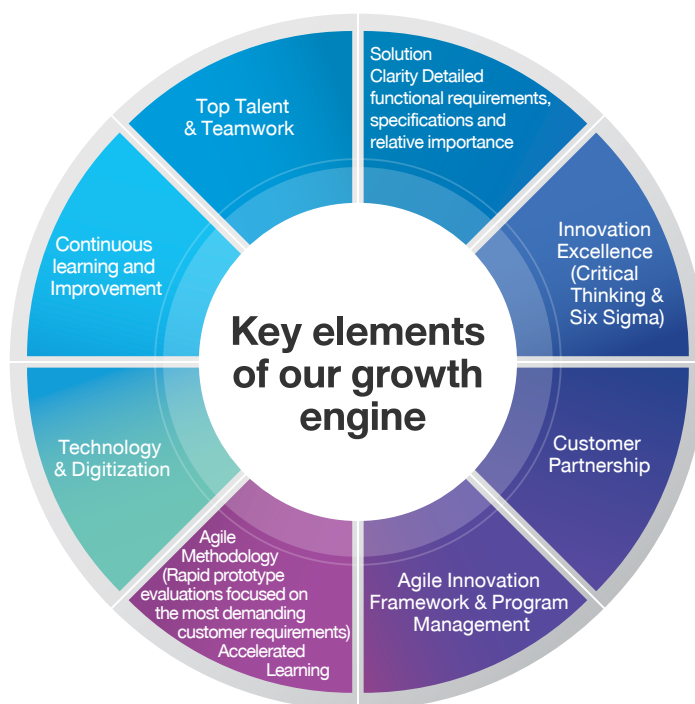 Key elements
of our growth
engine
Solution
Clarity Detailed
functional requirements,
specifications and
relative importance
Innovation
Excellence
(Critical
Thinking &
Six Sigma)
Customer
Partnership
Agile Innovation
Framework & Program
Management
Agile
Methodology
(Rapid prototype
evaluations focused on
the most demanding
customer requirements)
Accelerated
Learning
Technology
& Digitization
Continuous
learning and
Improvement
Top Talent
& Teamwork